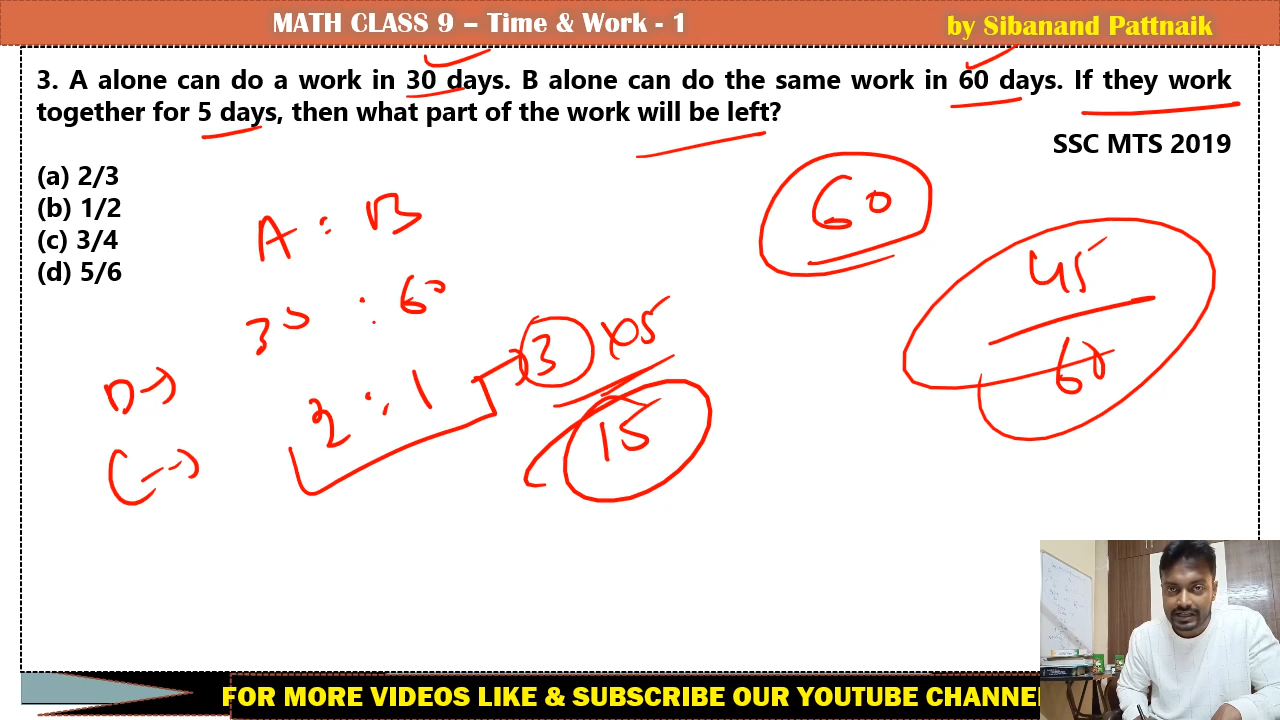 MATH CLASS 9 – Time & Work - 1
by Sibanand Pattnaik
3. A alone can do a work in 30 days. B alone can do the same work in 60 days. If they work
together for 5 days, then what part of the work will be left?
SSC MTS 2019
(a) 2/3
(b) 1/2
(c) 3/4
(d) 5/6
A : B
60
30 : 60
45
60
D→
2 : 1
3 x 5
15
FOR MORE VIDEOS LIKE & SUBSCRIBE OUR YOUTUBE CHANNE